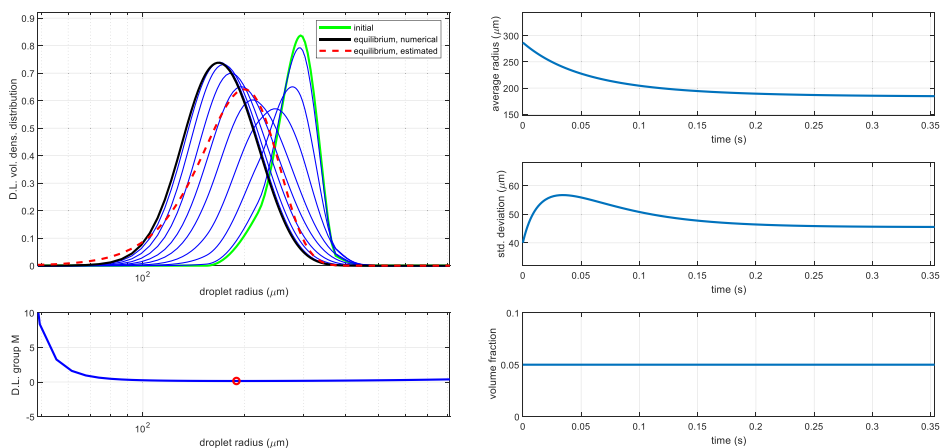 D.L. vol. dens. distribution
0.9
0.8
0.7
0.6
0.5
0.4
0.3
0.2
0.1
0
10²
droplet radius (μm)
initial
equilibrium, numerical
equilibrium, estimated
D.L. group M
10
5
0
-5
10²
droplet radius (μm)
average radius (μm)
300
250
200
150
0 0.05 0.1 0.15 0.2 0.25 0.3 0.35
time (s)
std. deviation (μm)
60
50
40
0 0.05 0.1 0.15 0.2 0.25 0.3 0.35
time (s)
volume fraction
0.1
0.05
0
0 0.05 0.1 0.15 0.2 0.25 0.3 0.35
time (s)